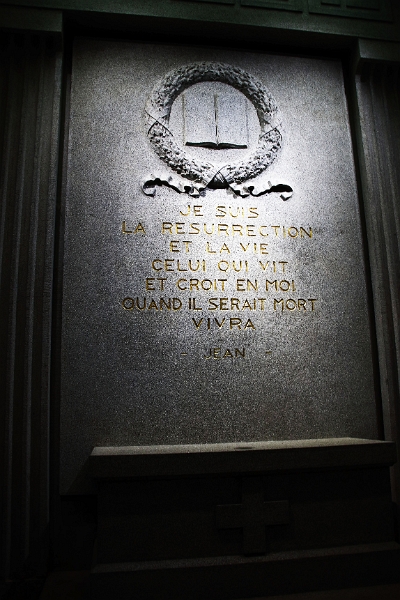 JE SUIS
LA RESURRECTION
ET LA VIE
CELUI QUI VIT
ET CROIT EN MOI
QUAND IL SERAIT MORT
VIVRA
- JEAN -